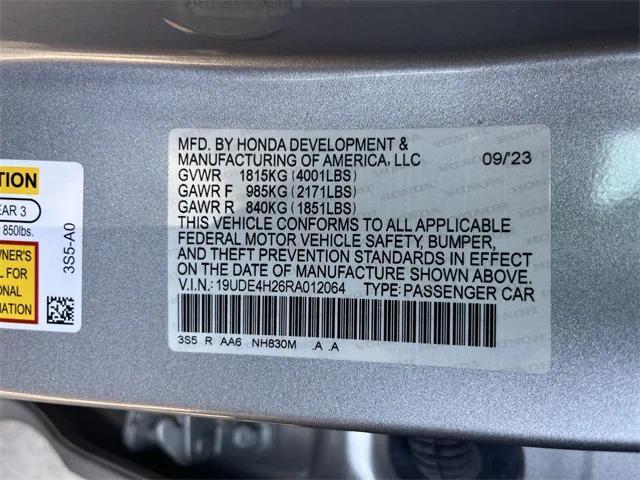 MFD. BY HONDA DEVELOPMENT &
MANUFACTURING OF AMERICA, LLC 09/'23
GVWR 1815KG(4001LBS)
GAWR F 985KG(2171LBS)
GAWR R 840KG(1851LBS)
THIS VEHICLE CONFORMS TO ALL APPLICABLE
FEDERAL MOTOR VEHICLE SAFETY, BUMPER,
AND THEFT PREVENTION STANDARDS IN EFFECT
ON THE DATE OF MANUFACTURE SHOWN ABOVE.
V.I.N.: 19UDE4H26RA012064 TYPE: PASSENGER CAR
3S5 R AA6 NH830M .A .A
MATION
EAR 3
850lbs.
WNER'S
L FOR
ONAL
ATION
3S5-A0